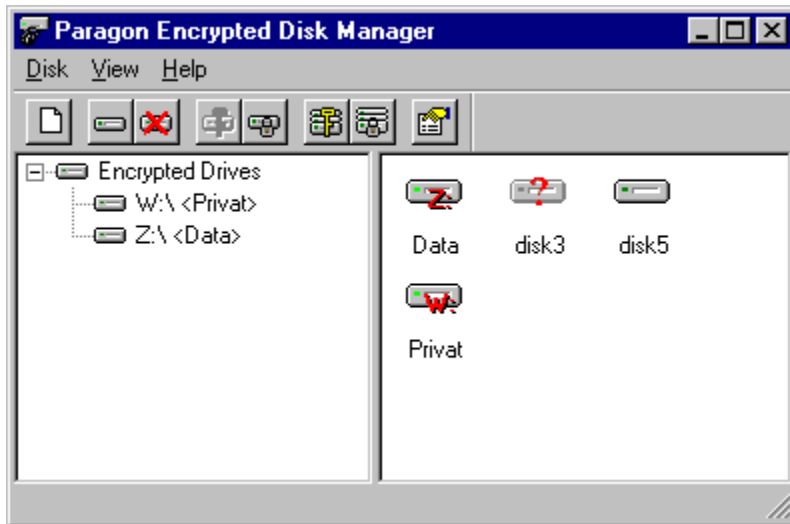 Paragon Encrypted Disk Manager
Disk View Help
Encrypted Drives
W:\ <Privat>
Z:\ <Data>
Z:
?
W:
Data disk3 disk5
Privat